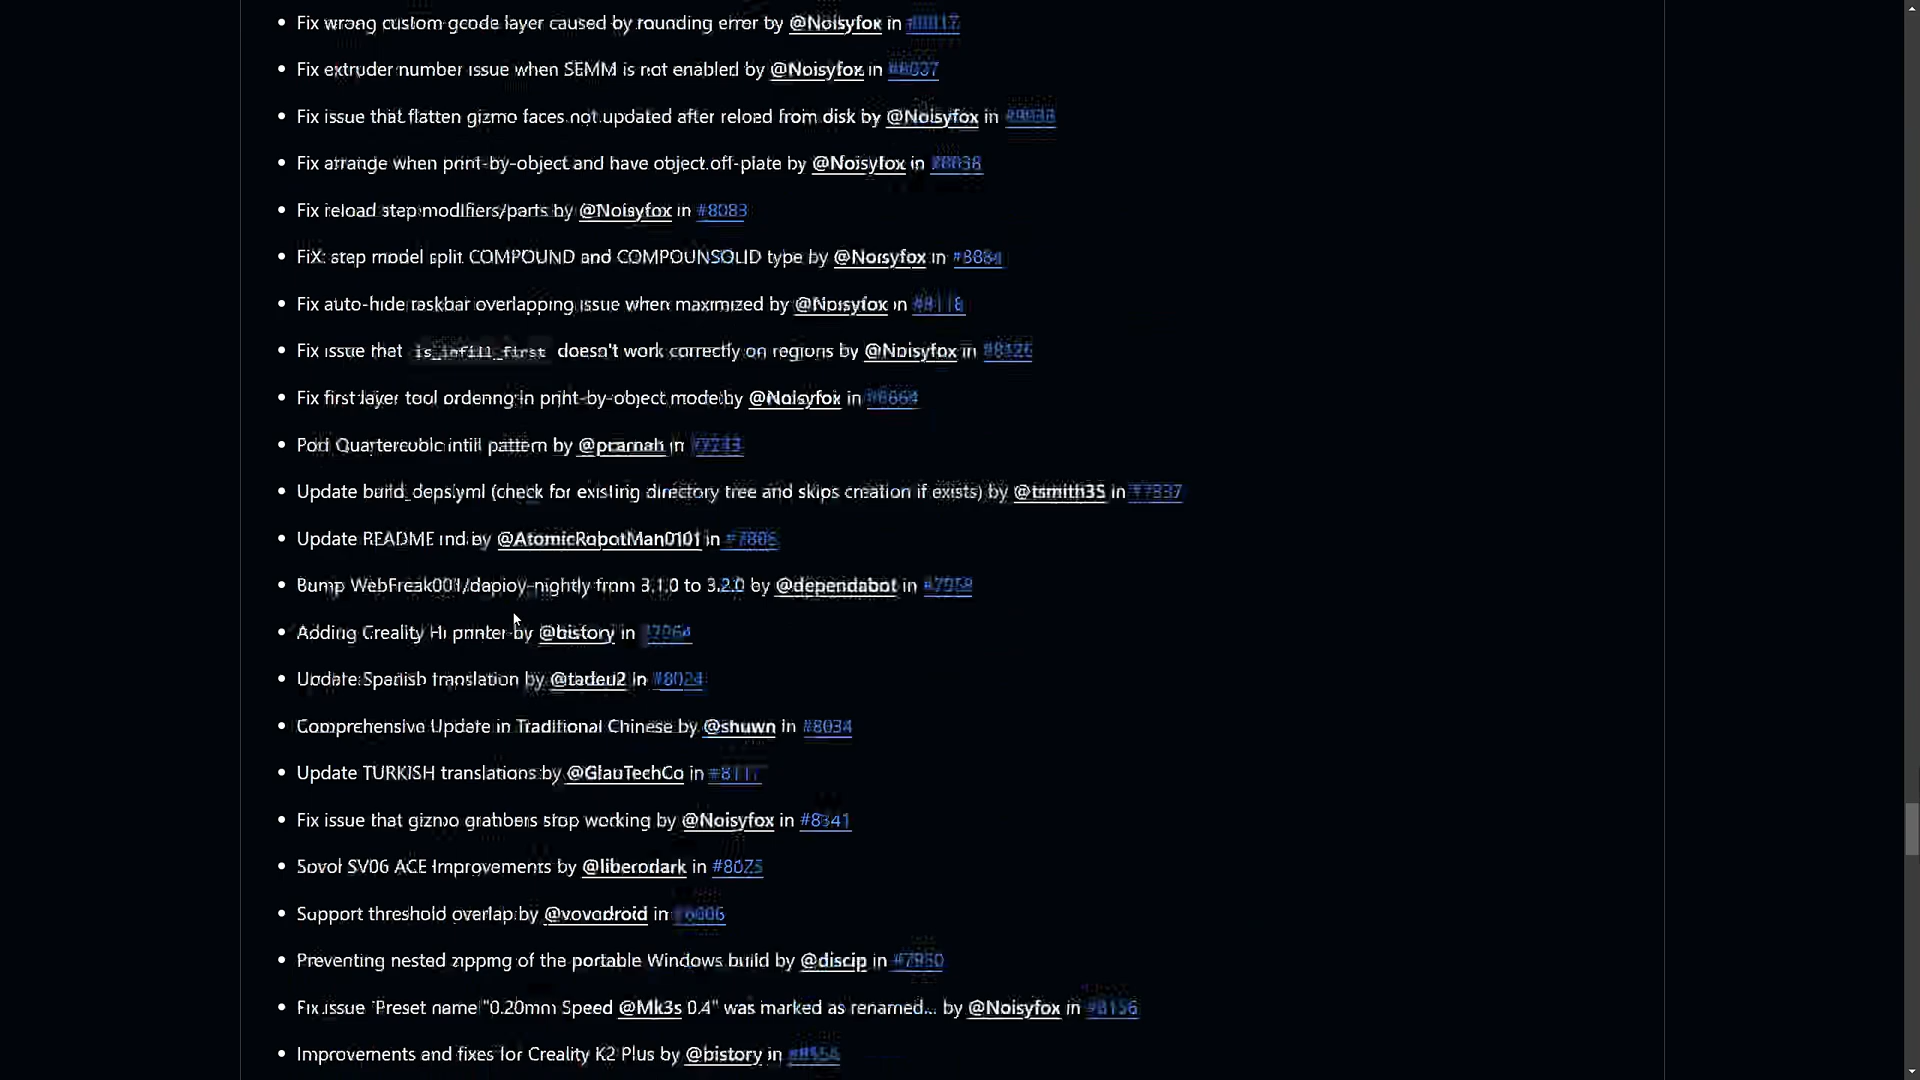 Fix wrong custom gcode layer caused by rounding error by @Noisyfox in
Fix extruder number issue when SEMM is not enabled by @Noisyfox in
Fix issue that flatten gizmo faces not updated after reload from disk by @Noisyfox in
Fix arrange when print-by-object and have object off-plate by @Noisyfox in
Fix reload step modifiers/parts by @Noisyfox in #8083
FiX: step model split COMPOUND and COMPOUNSOLID type by @Noisyfox in
Fix auto-hide taskbar overlapping issue when maximized by @Noisyfox in
Fix issue that is_infill_first doesn't work correctly on regions by @Noisyfox in
Fix first layer tool ordering in print-by-object mode by @Noisyfox in
Port Quartercubic infill pattern by in
Update build_deps.yml (check for existing directory tree and skips creation if exists) by @tsmith35 in
Update README.md by @AtomicRobotMan0101 in
Bump WebFreak001/deploy-nightly from 3.1.0 to 3.2.0 by @dependabot in
Adding Creality Hi printer by @bistory in
Update Spanish translation by in #8024
Comprehensive Update in Traditional Chinese by @shuwn in #8034
Update TURKISH translations by @GlauTechCo in
Fix issue that gizmo grabbers stop working by @Noisyfox in #8141
Sovol SV06 ACE Improvements by @liberodark in #8075
Support threshold overlap by @vovodroid in
Preventing nested zipping of the portable Windows build by @discip in
Fix issue 'Preset name "0.20mm Speed @Mk3s 0.4" was marked as renamed... by @Noisyfox in #8156
Improvements and fixes for Creality K2 Plus by @bistory in